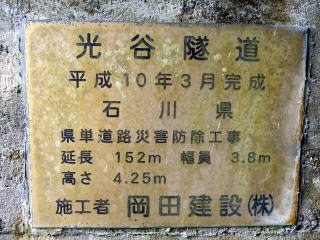 光谷隧道
平成10年3月完成
石川県
県単道路災害防除工事
延長 152m 幅員 3.8m
高さ 4.25m
施工者 岡田建設(株)